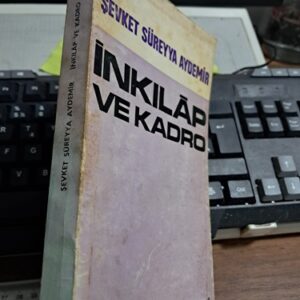 ŞEVKET SÜREYYA AYDEMİR
İNKILÂP
VE KADRO
ŞEVKET SÜREYYA AYDEMİR İNKILÂP VE KADRO